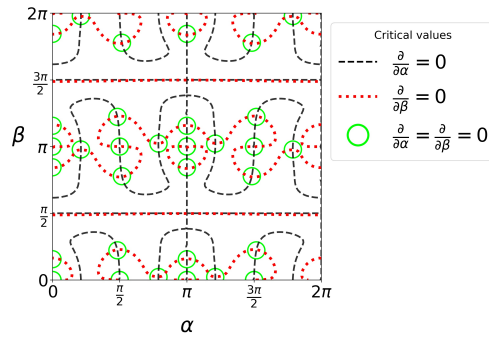 2π
3π/2
β
π
π/2
0
0 π/2 π 3π/2 2π
α
Critical values
∂/∂α = 0
∂/∂β = 0
∂/∂α = ∂/∂β = 0